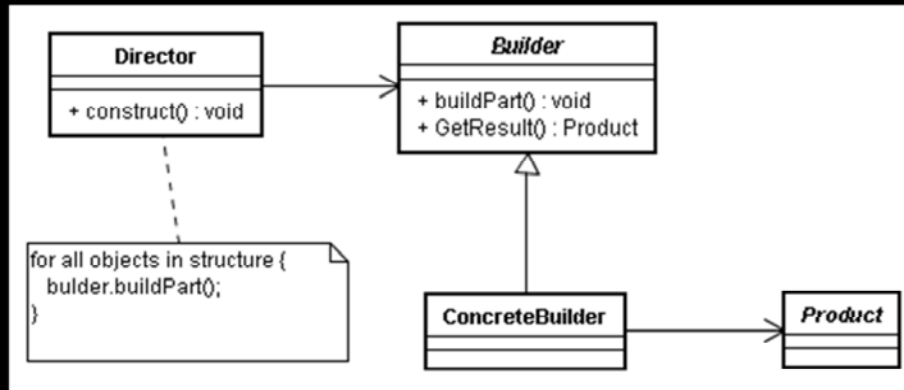 Director
+ construct() : void
Builder
+ buildPart() : void
+ GetResult() : Product
for all objects in structure {
bulder.buildPart();
}
ConcreteBuilder
Product